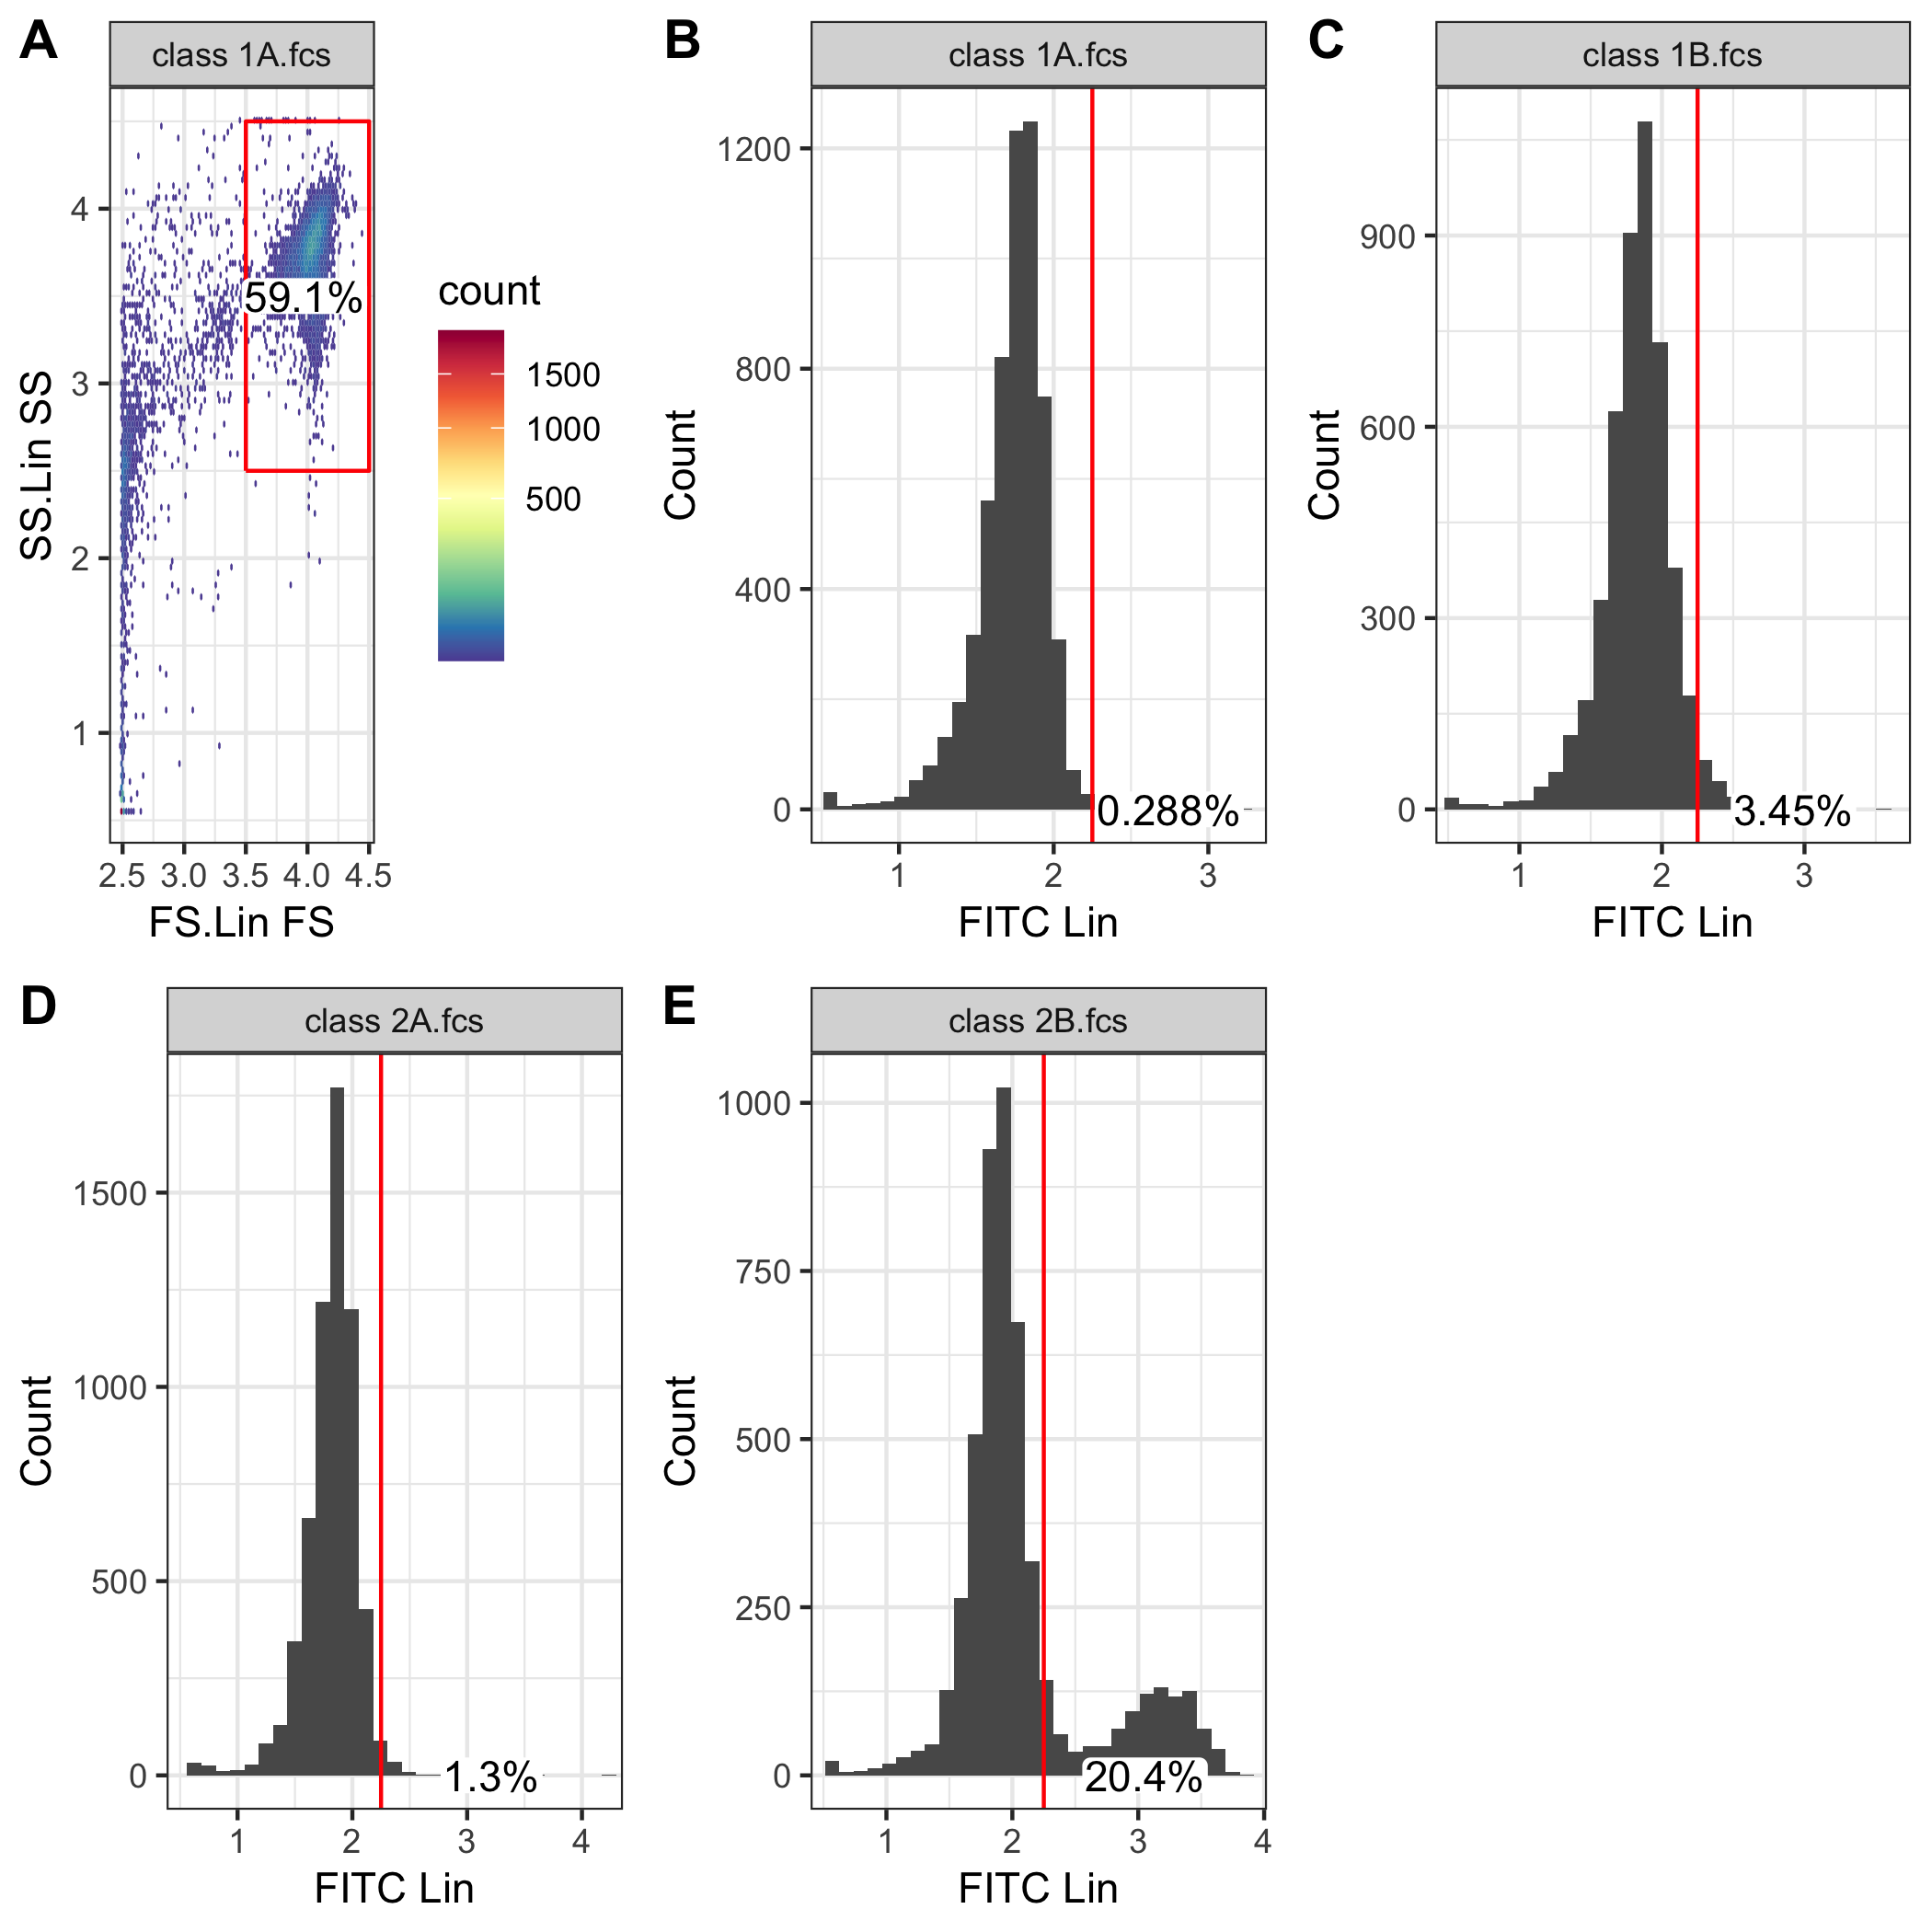 A
class 1A.fcs
59.1%
SS.Lin SS
4
3
2
1
2.5 3.0 3.5 4.0 4.5
FS.Lin FS
count
1500
1000
500
B
class 1A.fcs
Count
1200
800
400
0
0.288%
1 2 3
FITC Lin
C
class 1B.fcs
Count
900
600
300
0
3.45%
1 2 3
FITC Lin
D
class 2A.fcs
Count
1500
1000
500
0
1.3%
1 2 3 4
FITC Lin
E
class 2B.fcs
Count
1000
750
500
250
0
20.4%
1 2 3 4
FITC Lin